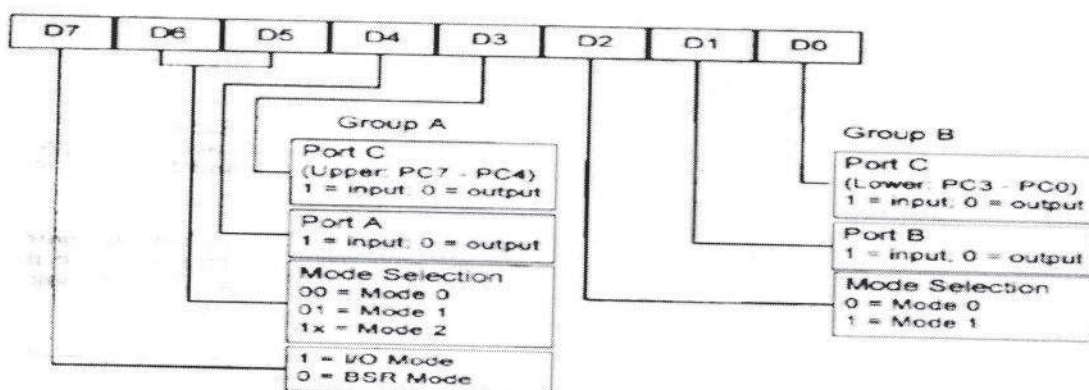 D7 D6 D5 D4 D3 D2 D1 D0
Group A
Port C
(Upper: PC7 - PC4)
1 = input; 0 = output
Port A
1 = input; 0 = output
Mode Selection
00 = Mode 0
01 = Mode 1
1x = Mode 2
1 = I/O Mode
0 = BSR Mode
Group B
Port C
(Lower: PC3 - PC0)
1 = input; 0 = output
Port B
1 = input; 0 = output
Mode Selection
0 = Mode 0
1 = Mode 1